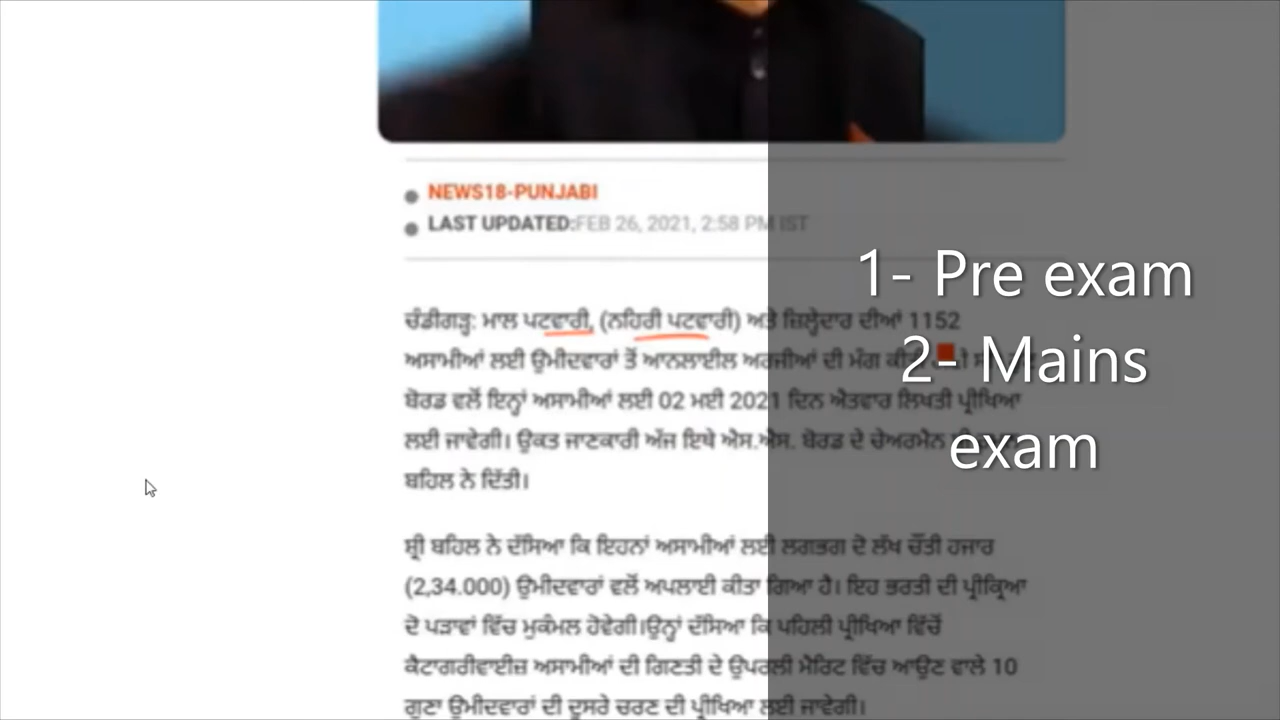 NEWS18-PUNJABI
LAST UPDATED:FEB 26, 2021, 2:58 PM IST
ਚੰਡੀਗੜ੍ਹ: ਮਾਲ ਪਟਵਾਰੀ, (ਨਹਿਰੀ ਪਟਵਾਰੀ) ਅਤੇ ਜ਼ਿਲ੍ਹੇਦਾਰ ਦੀਆਂ 1152
ਅਸਾਮੀਆਂ ਲਈ ਉਮੀਦਵਾਰਾਂ ਤੋਂ ਆਨਲਾਈਲ ਅਰਜੀਆਂ ਦੀ ਮੰਗ
ਬੋਰਡ ਵਲੋਂ ਇਨ੍ਹਾਂ ਅਸਾਮੀਆਂ ਲਈ 02 ਮਈ 2021 ਦਿਨ ਐਤਵਾਰ ਲਿਖਤੀ ਪ੍ਰੀਖਿਆ
ਲਈ ਜਾਵੇਗੀ। ਉਕਤ ਜਾਣਕਾਰੀ ਅੱਜ ਇਥੇ ਐਸ.ਐਸ. ਬੋਰਡ ਦੇ ਚੇਅਰਮੈਨ
ਬਹਿਲ ਨੇ ਦਿੱਤੀ।
ਸ਼੍ਰੀ ਬਹਿਲ ਨੇ ਦੱਸਿਆ ਕਿ ਇਹਨਾਂ ਅਸਾਮੀਆਂ ਲਈ ਲਗਭਗ ਦੋ ਲੱਖ ਚੌਂਤੀ ਹਜਾਰ
(2,34.000) ਉਮੀਦਵਾਰਾਂ ਵਲੋਂ ਅਪਲਾਈ ਕੀਤਾ ਗਿਆ ਹੈ। ਇਹ ਭਰਤੀ ਦੀ ਪ੍ਰੀਕ੍ਰਿਆ
ਦੋ ਪੜਾਵਾਂ ਵਿੱਚ ਮੁਕੰਮਲ ਹੋਵੇਗੀ।ਉਨ੍ਹਾਂ ਦੱਸਿਆ ਕਿ ਪਹਿਲੀ ਪ੍ਰੀਖਿਆ ਵਿੱਚੋਂ
ਕੈਟਾਗਰੀਵਾਈਜ਼ ਅਸਾਮੀਆਂ ਦੀ ਗਿਣਤੀ ਦੇ ਉਪਰਲੀ ਮੈਰਿਟ ਵਿੱਚ ਆਉਣ ਵਾਲੇ 10
ਗੁਣਾ ਉਮੀਦਵਾਰਾਂ ਦੀ ਦੂਸਰੇ ਚਰਣ ਦੀ ਪ੍ਰੀਖਿਆ ਲਈ ਜਾਵੇਗੀ।
1- Pre exam
2- Mains
exam